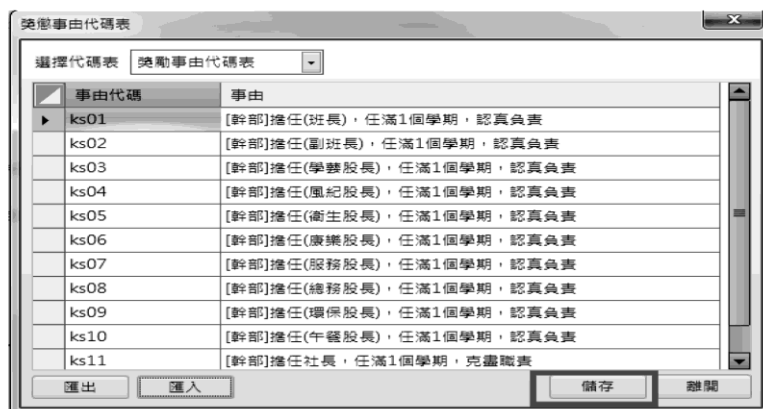 獎懲事由代碼表
x
選擇代碼表 獎勵事由代碼表
事由代碼 事由
ks01 [幹部]擔任(班長),任滿1個學期,認真負責
ks02 [幹部]擔任(副班長),任滿1個學期,認真負責
ks03 [幹部]擔任(學藝股長),任滿1個學期,認真負責
ks04 [幹部]擔任(風紀股長),任滿1個學期,認真負責
ks05 [幹部]擔任(衛生股長),任滿1個學期,認真負責
ks06 [幹部]擔任(康樂股長),任滿1個學期,認真負責
ks07 [幹部]擔任(服務股長),任滿1個學期,認真負責
ks08 [幹部]擔任(總務股長),任滿1個學期,認真負責
ks09 [幹部]擔任(環保股長),任滿1個學期,認真負責
ks10 [幹部]擔任(午餐股長),任滿1個學期,認真負責
ks11 [幹部]擔任社長,任滿1個學期,克盡職責
匯出 匯入 儲存 離開